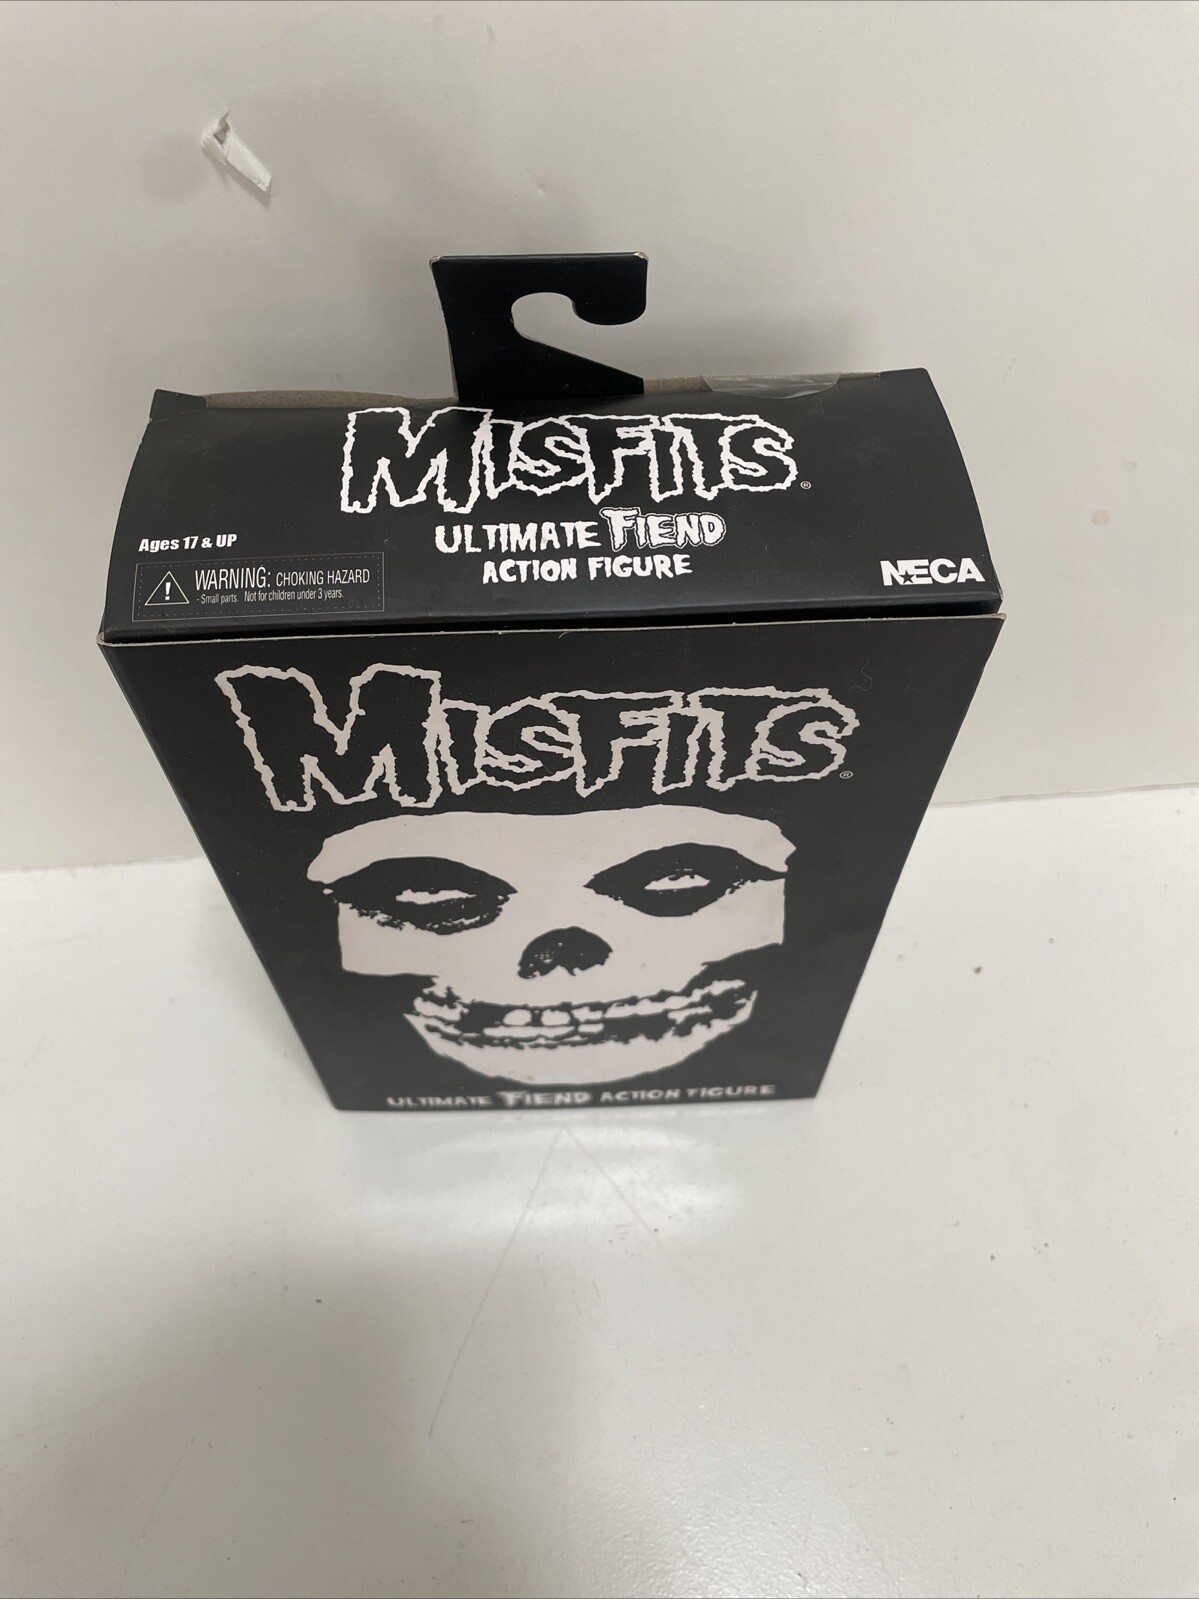 MISFITS®
ULTIMATE FIEND
ACTION FIGURE
Ages 17 & UP
WARNING: CHOKING HAZARD
- Small parts. Not for children under 3 years.
NECA
MISFITS®
ULTIMATE FIEND ACTION FIGURE